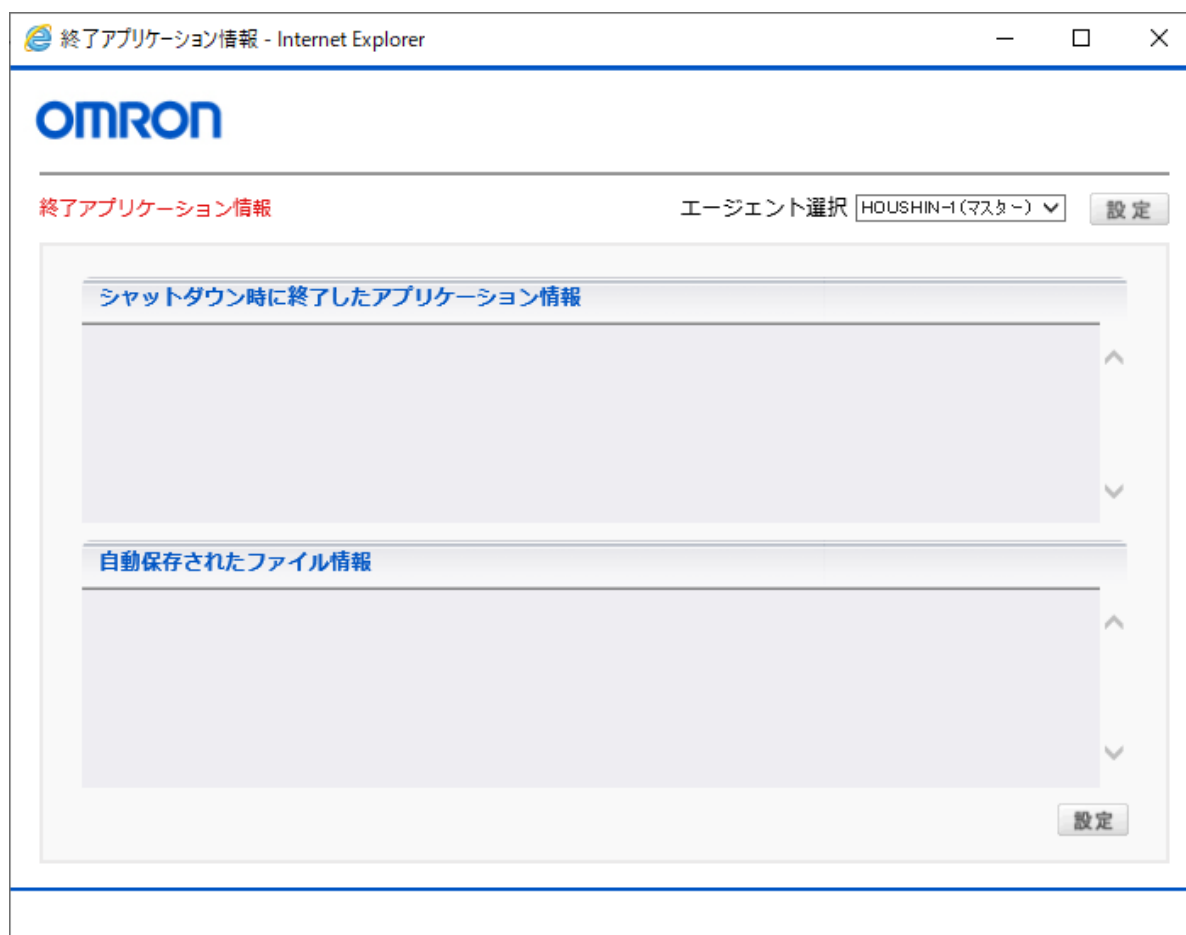 終了アプリケーション情報 - Internet Explorer
OMRON
終了アプリケーション情報
エージェント選択 HOUSHIN-1(マスター) 設定
シャットダウン時に終了したアプリケーション情報
自動保存されたファイル情報
設定